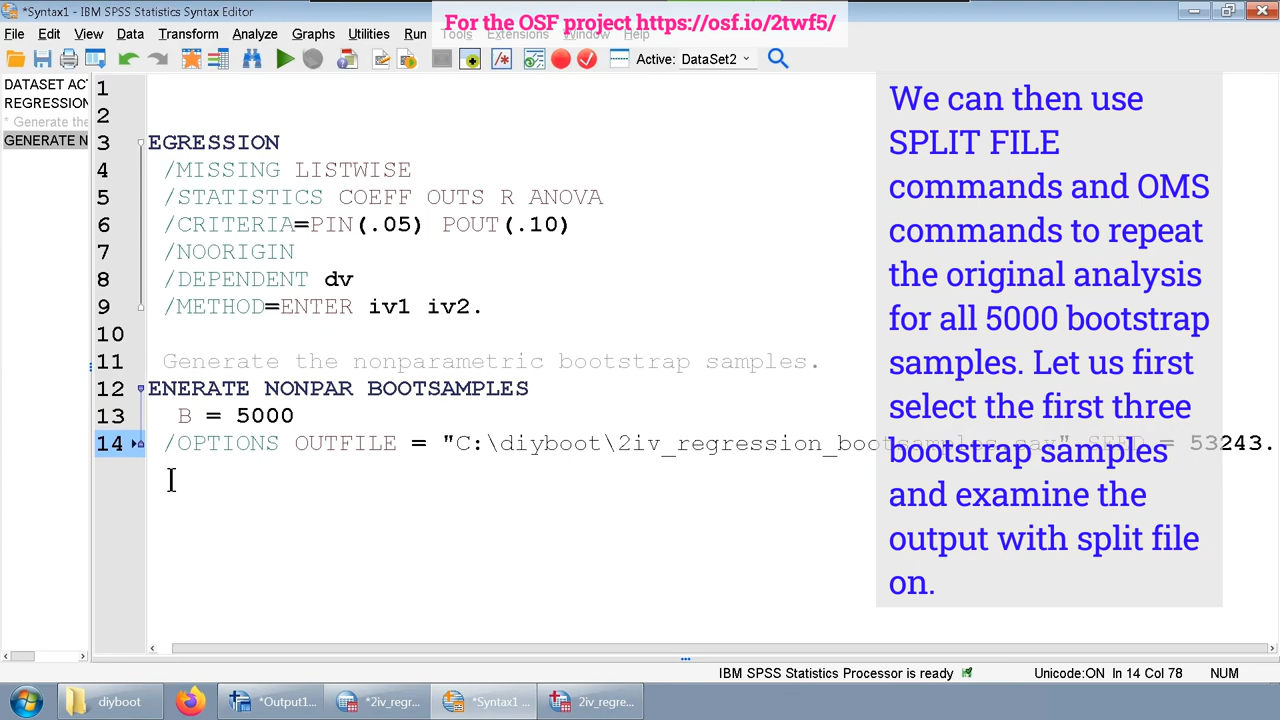 *Syntax1 - IBM SPSS Statistics Syntax Editor
For the OSF project https://osf.io/2twf5/
File Edit View Data Transform Analyze Graphs Utilities Run Tools Extensions Window Help
Active: DataSet2
DATASET AC
REGRESSION
* Generate the
GENERATE N
1
2
3 EGRESSION
4 /MISSING LISTWISE
5 /STATISTICS COEFF OUTS R ANOVA
6 /CRITERIA=PIN(.05) POUT(.10)
7 /NOORIGIN
8 /DEPENDENT dv
9 /METHOD=ENTER iv1 iv2.
10
11 Generate the nonparametric bootstrap samples.
12 ENERATE NONPAR BOOTSAMPLES
13 B = 5000
14 /OPTIONS OUTFILE = "C:\diyboot\2iv_regression_bootsamples.sav" SEED = 53243.
We can then use
SPLIT FILE
commands and OMS
commands to repeat
the original analysis
for all 5000 bootstrap
samples. Let us first
select the first three
bootstrap samples
and examine the
output with split file
on.
IBM SPSS Statistics Processor is ready Unicode:ON In 14 Col 78 NUM
diyboot *Output1... *2iv_regr... *Syntax1 ... 2iv_regre...